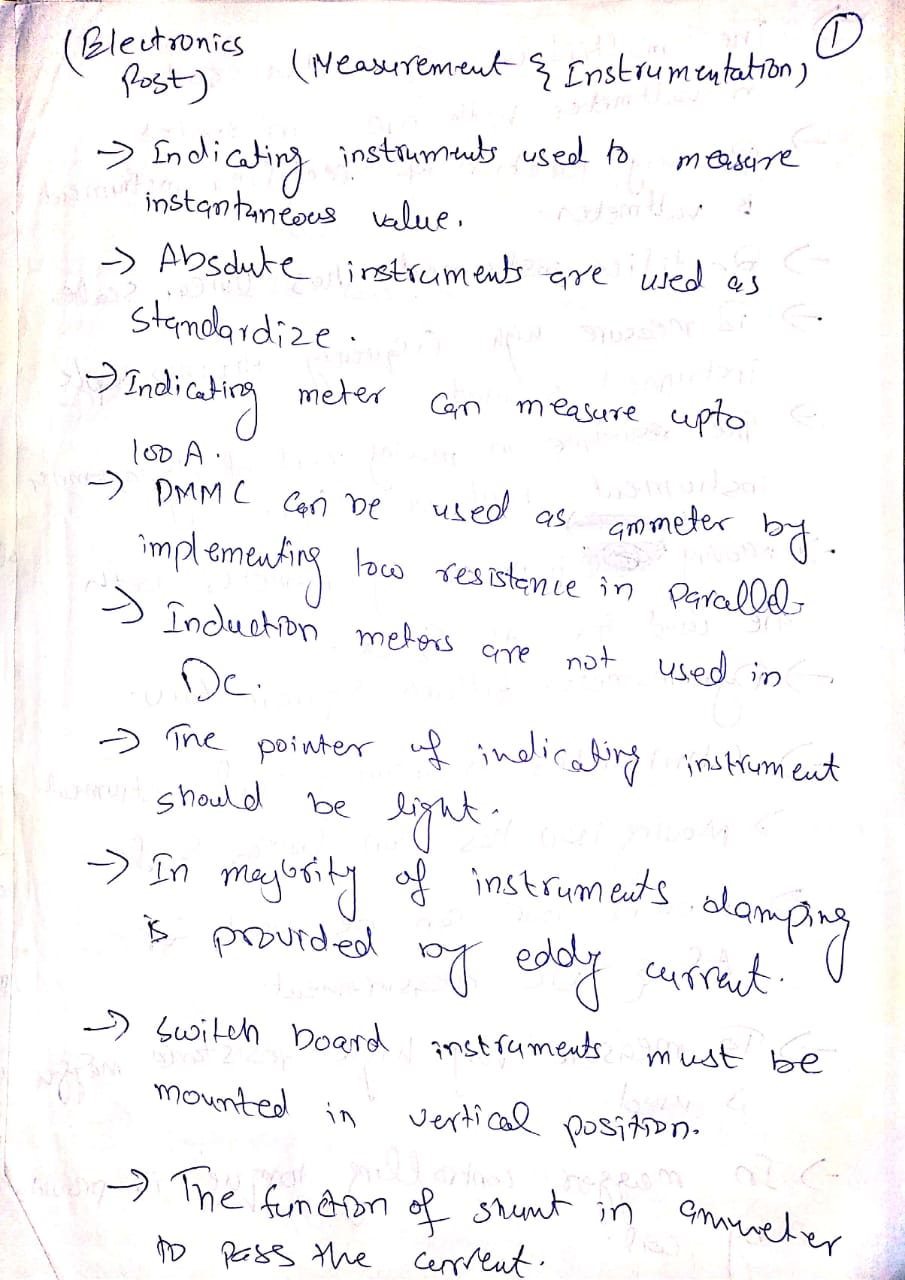 (Electronics Post) (Measurement & Instrumentation) 1
→ Indicating instruments used to measure
instantaneous value.
→ Absolute instruments are used as
standardize.
→ Indicating meter can measure upto
100 A.
→ PMMC can be used as ammeter by
implementing low resistance in parallel.
→ Induction meters are not used in
DC.
→ The pointer of indicating instrument
should be light.
→ In majority of instruments damping
is provided by eddy current.
→ Switch board instruments must be
mounted in vertical position.
→ The function of shunt in ammeter
to pass the current.